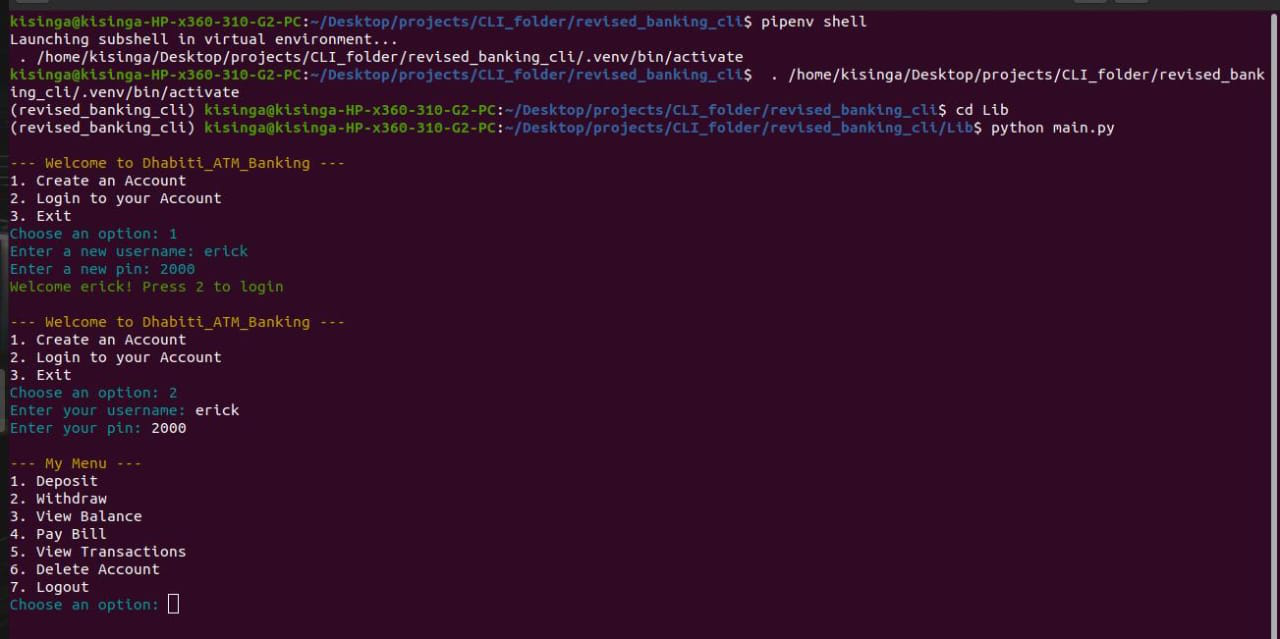 kisinga@kisinga-HP-x360-310-G2-PC:~/Desktop/projects/CLI_folder/revised_banking_cli$ pipenv shell
Launching subshell in virtual environment...
 . /home/kisinga/Desktop/projects/CLI_folder/revised_banking_cli/.venv/bin/activate
kisinga@kisinga-HP-x360-310-G2-PC:~/Desktop/projects/CLI_folder/revised_banking_cli$  . /home/kisinga/Desktop/projects/CLI_folder/revised_bank
ing_cli/.venv/bin/activate
(revised_banking_cli) kisinga@kisinga-HP-x360-310-G2-PC:~/Desktop/projects/CLI_folder/revised_banking_cli$ cd Lib
(revised_banking_cli) kisinga@kisinga-HP-x360-310-G2-PC:~/Desktop/projects/CLI_folder/revised_banking_cli/Lib$ python main.py

--- Welcome to Dhabiti_ATM_Banking ---
1. Create an Account
2. Login to your Account
3. Exit
Choose an option: 1
Enter a new username: erick
Enter a new pin: 2000
Welcome erick! Press 2 to login

--- Welcome to Dhabiti_ATM_Banking ---
1. Create an Account
2. Login to your Account
3. Exit
Choose an option: 2
Enter your username: erick
Enter your pin: 2000

--- My Menu ---
1. Deposit
2. Withdraw
3. View Balance
4. Pay Bill
5. View Transactions
6. Delete Account
7. Logout
Choose an option: